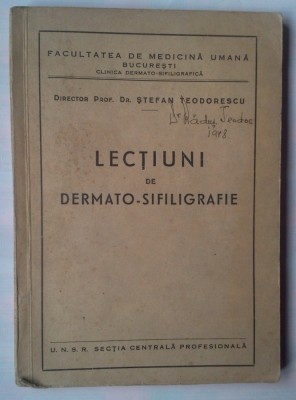 FACULTATEA DE MEDICINĂ UMANĂ
BUCUREȘTI
CLINICA DERMATO-SIFILIGRAFICĂ
DIRECTOR PROF. DR. ȘTEFAN TEODORESCU
Dr
LECȚIUNI
DE
DERMATO-SIFILIGRAFIE
U. N. S. R. SECȚIA CENTRALĂ PROFESIONALĂ